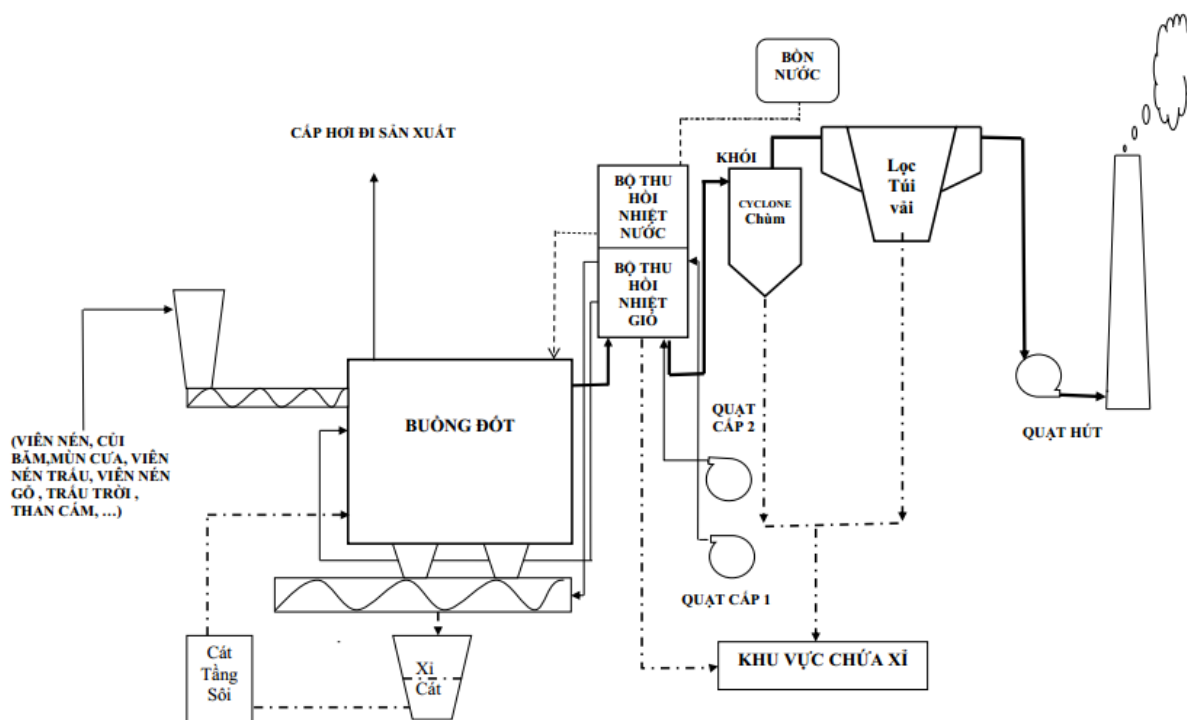 BỒN
NƯỚC
CẤP HƠI ĐI SẢN XUẤT
KHÓI
BỘ THU
HỒI
NHIỆT
NƯỚC
CYCLONE
Chùm
Lọc
Túi
vải
BỘ THU
HỒI
NHIỆT
GIÓ
BUỒNG ĐỐT
QUẠT
CẤP 2
QUẠT HÚT
(VIÊN NÉN, CỦI
BĂM,MÙN CƯA, VIÊN
NÉN TRẤU, VIÊN NÉN
GỖ , TRẤU TRỜI ,
THAN CÁM, …)
QUẠT CẤP 1
Cát
Tầng
Sôi
Xỉ
Cát
KHU VỰC CHỨA XỈ